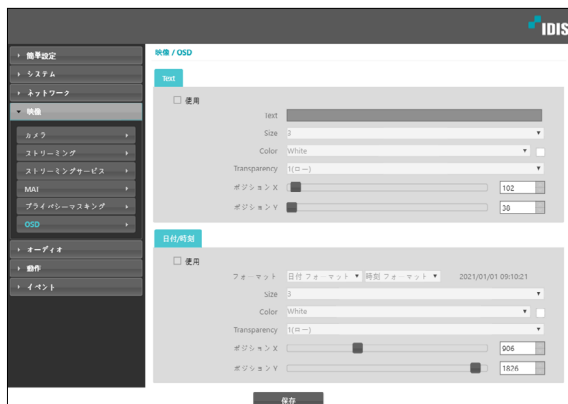 IDIS
簡単設定
システム
ネットワーク
映像
カメラ
ストリーミング
ストリーミングサービス
MAI
プライバシーマスキング
OSD
オーディオ
動作
イベント
映像 / OSD
Text
使用
Text
Size 3
Color White
Transparency 1(ロー)
ポジション X 102
ポジション Y 38
日付/時刻
使用
フォーマット 日付 フォーマット 時刻 フォーマット 2021/01/01 09:10:21
Size 3
Color White
Transparency 1(ロー)
ポジション X 906
ポジション Y 1826
保存